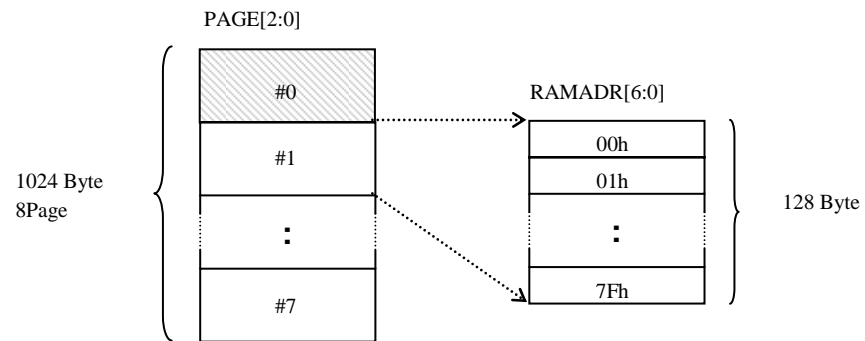 PAGE[2:0]
#0
#1
:
#7
1024 Byte
8Page
RAMADR[6:0]
00h
01h
:
7Fh
128 Byte